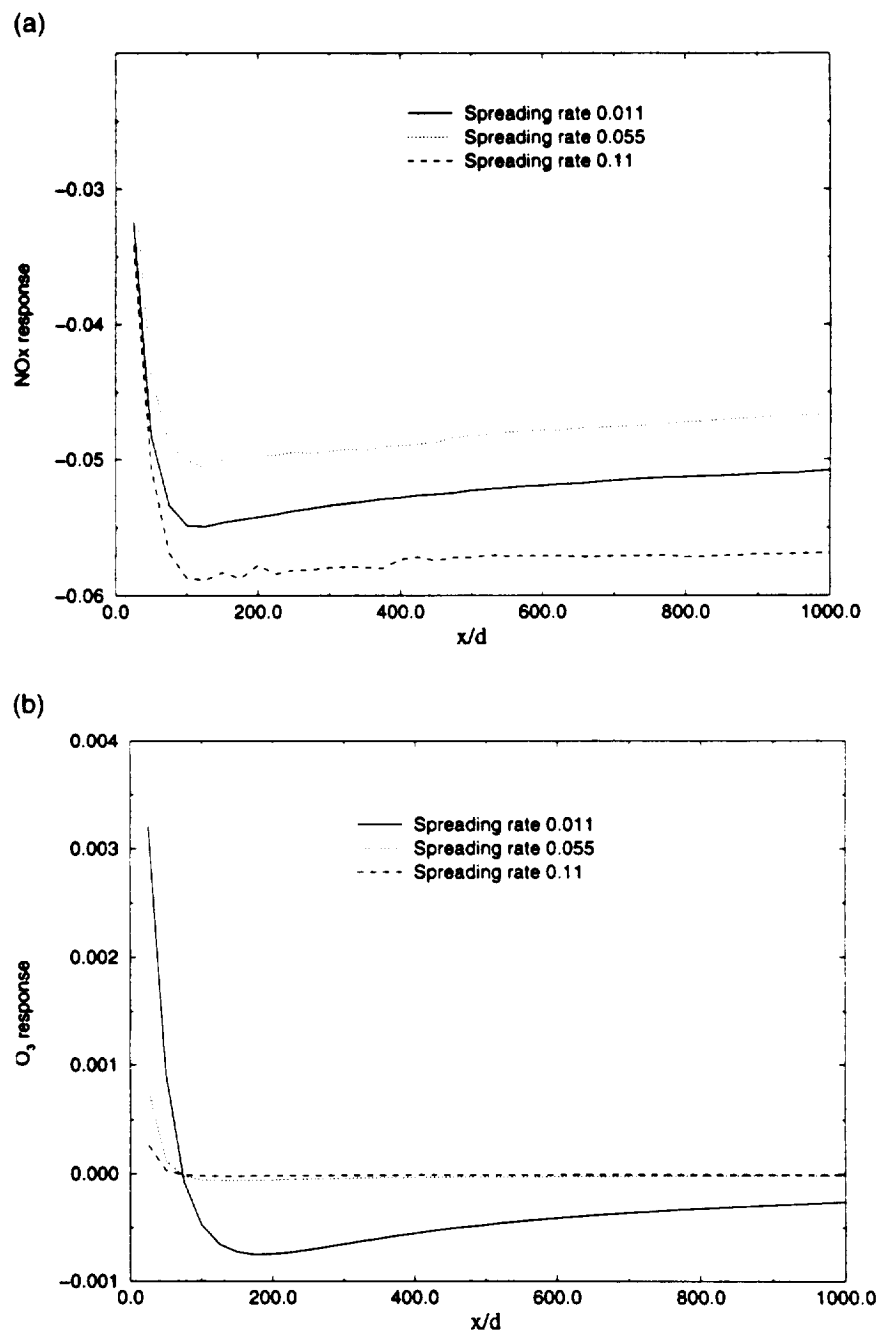 (a)
Spreading rate 0.011
Spreading rate 0.055
Spreading rate 0.11
−0.03
−0.04
−0.05
−0.06
NOx response
0.0
200.0
400.0
600.0
800.0
1000.0
x/d
(b)
0.004
0.003
0.002
0.001
0.000
−0.001
Spreading rate 0.011
Spreading rate 0.055
Spreading rate 0.11
O₃ response
0.0
200.0
400.0
600.0
800.0
1000.0
x/d